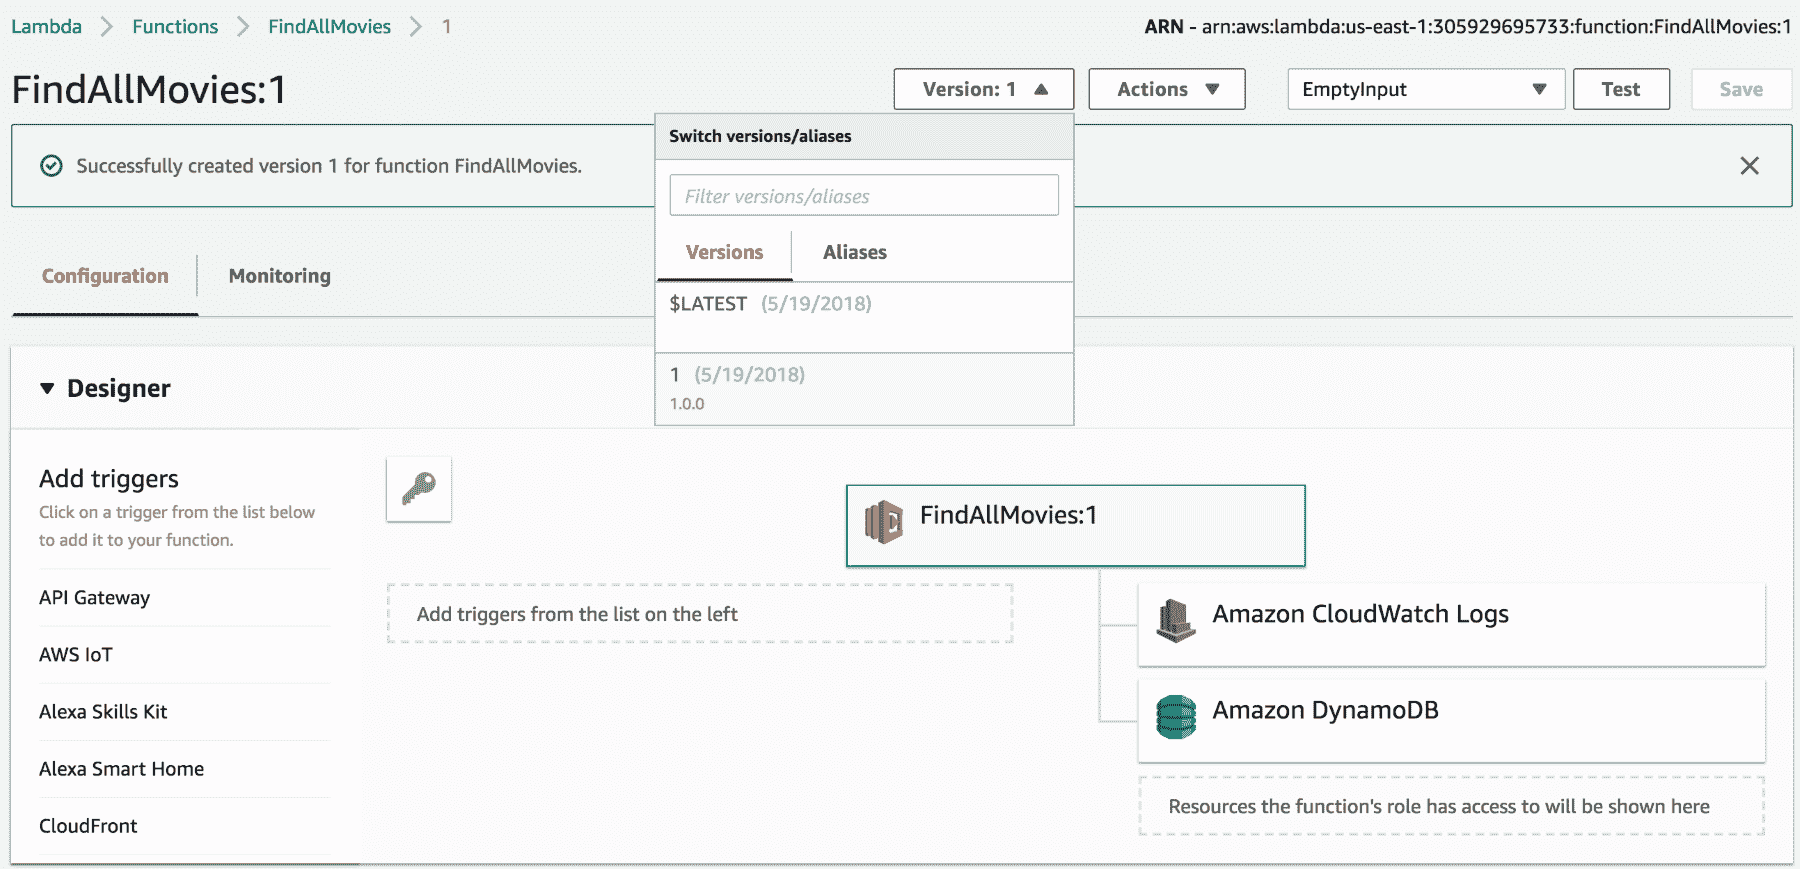 Lambda Functions FindAllMovies 1
ARN - arn:aws:lambda:us-east-1:305929695733:function:FindAllMovies:1
FindAllMovies:1
Version: 1
Actions
EmptyInput
Test
Save
Switch versions/aliases
Successfully created version 1 for function FindAllMovies.
Filter versions/aliases
Versions Aliases
Configuration Monitoring
$LATEST (5/19/2018)
1 (5/19/2018)
1.0.0
Designer
Add triggers
Click on a trigger from the list below
to add it to your function.
API Gateway
AWS IoT
Alexa Skills Kit
Alexa Smart Home
CloudFront
FindAllMovies:1
Add triggers from the list on the left
Amazon CloudWatch Logs
Amazon DynamoDB
Resources the function's role has access to will be shown here